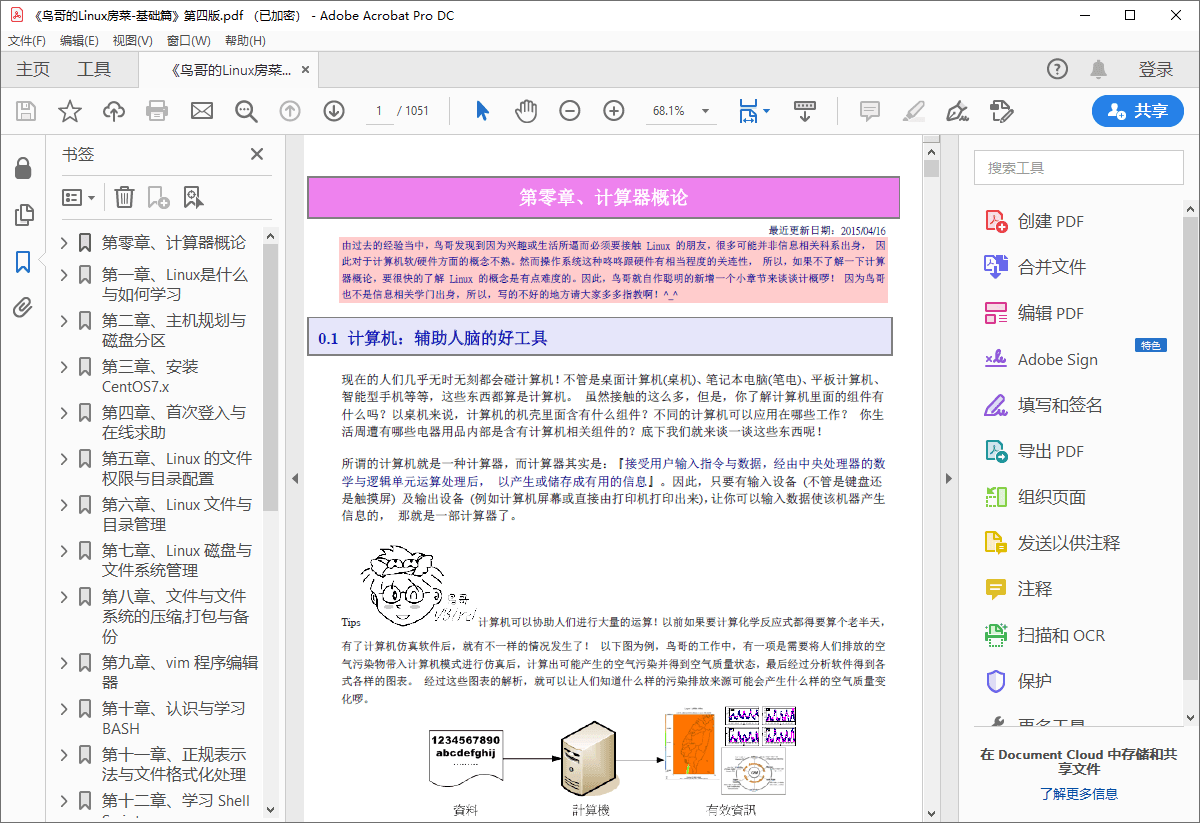 《鸟哥的Linux房菜-基础篇》第四版.pdf （已加密） - Adobe Acrobat Pro DC
文件(F) 编辑(E) 视图(V) 窗口(W) 帮助(H)
主页 工具 《鸟哥的Linux房菜... × 登录
1 / 1051 68.1% 共享
书签
第零章、计算器概论
第一章、Linux是什么
与如何学习
第二章、主机规划与
磁盘分区
第三章、安装
CentOS7.x
第四章、首次登入与
在线求助
第五章、Linux 的文件
权限与目录配置
第六章、Linux 文件与
目录管理
第七章、Linux 磁盘与
文件系统管理
第八章、文件与文件
系统的压缩,打包与备
份
第九章、vim 程序编辑
器
第十章、认识与学习
BASH
第十一章、正规表示
法与文件格式化处理
第十二章、学习 Shell
第零章、计算器概论
最近更新日期：2015/04/16
由过去的经验当中，鸟哥发现到因为兴趣或生活所逼而必须要接触 Linux 的朋友，很多可能并非信息相关科系出身， 因
此对于计算机软/硬件方面的概念不熟。然而操作系统这种咚咚跟硬件有相当程度的关连性， 所以，如果不了解一下计算
器概论，要很快的了解 Linux 的概念是有点难度的。因此，鸟哥就自作聪明的新增一个小章节来谈谈计概啰！ 因为鸟哥
也不是信息相关学门出身，所以，写的不好的地方请大家多多指教啊！^_^
0.1 计算机：辅助人脑的好工具
现在的人们几乎无时无刻都会碰计算机！不管是桌面计算机(桌机)、笔记本电脑(笔电)、平板计算机、
智能型手机等等，这些东西都算是计算机。 虽然接触的这么多，但是，你了解计算机里面的组件有
什么吗？以桌机来说，计算机的机壳里面含有什么组件？不同的计算机可以应用在哪些工作？ 你生
活周遭有哪些电器用品内部是含有计算机相关组件的？底下我们就来谈一谈这些东西呢！
所谓的计算机就是一种计算器，而计算器其实是：『接受用户输入指令与数据，经由中央处理器的数
学与逻辑单元运算处理后， 以产生或储存成有用的信息』。因此，只要有输入设备 (不管是键盘还
是触摸屏) 及输出设备 (例如计算机屏幕或直接由打印机打印出来)，让你可以输入数据使该机器产生
信息的， 那就是一部计算器了。
鸟哥
Tips 计算机可以协助人们进行大量的运算！以前如果要计算化学反应式都得要算个老半天，
有了计算机仿真软件后，就有不一样的情况发生了！ 以下图为例，鸟哥的工作中，有一项是需要将人们排放的空
气污染物带入计算机模式进行仿真后，计算出可能产生的空气污染并得到空气质量状态，最后经过分析软件得到各
式各样的图表。 经过这些图表的解析，就可以让人们知道什么样的污染排放来源可能会产生什么样的空气质量变
化啰。
1234567890
abcdefghij
........
資料 計算機 有效資訊
搜索工具
创建 PDF
合并文件
编辑 PDF
特色
Adobe Sign
填写和签名
导出 PDF
组织页面
发送以供注释
注释
扫描和 OCR
保护
更多工具
在 Document Cloud 中存储和共
享文件
了解更多信息